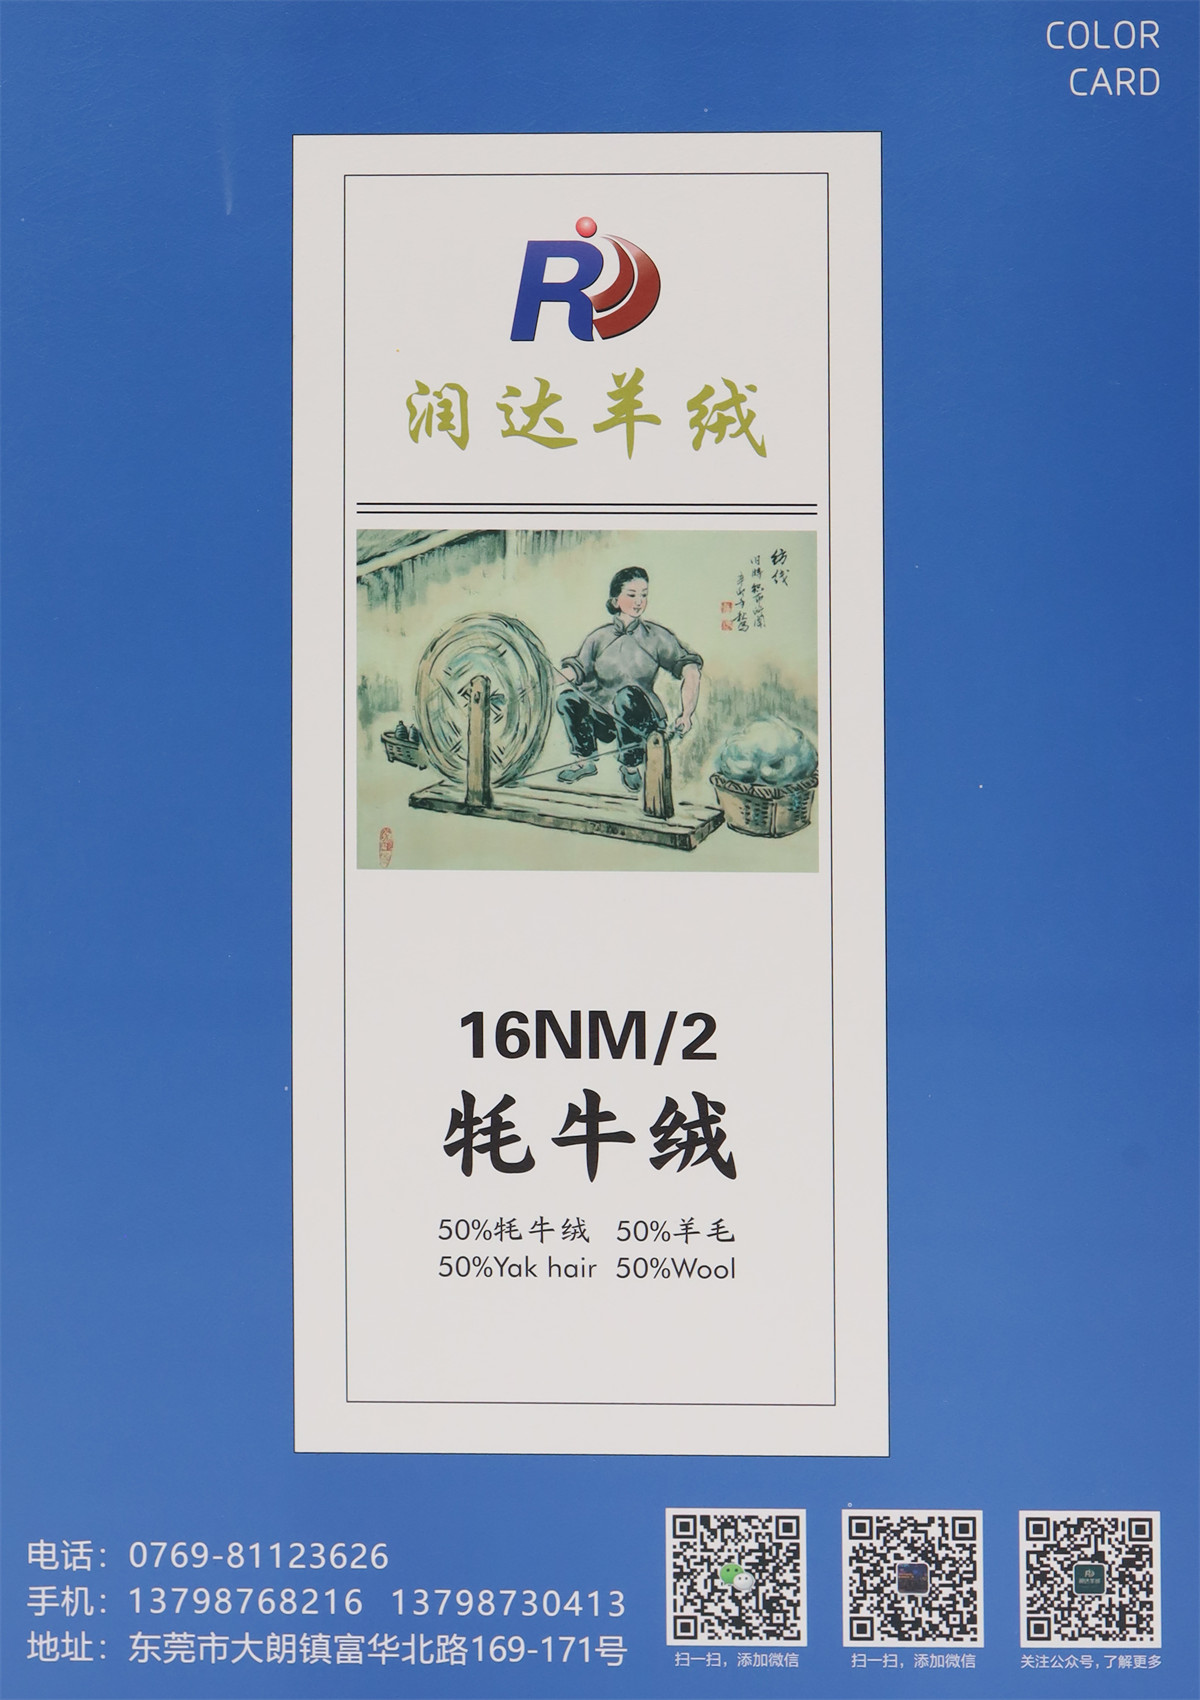 COLOR
CARD
润达羊绒
纺线
16NM/2
牦牛绒
50%牦牛绒 50%羊毛
50%Yak hair 50%Wool
电话：0769-81123626
手机：13798768216 13798730413
地址：东莞市大朗镇富华北路169-171号
扫一扫，添加微信
扫一扫，添加微信
关注公众号，了解更多